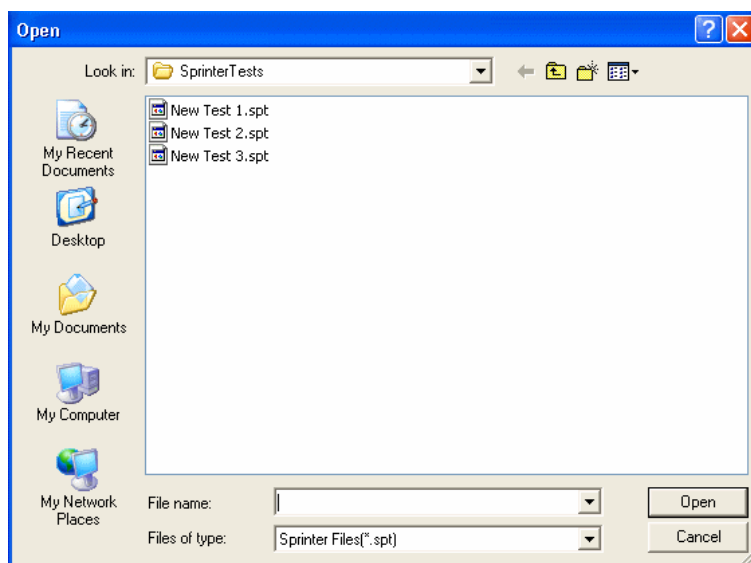 Open
Look in: SprinterTests
New Test 1.spt
New Test 2.spt
New Test 3.spt
My Recent
Documents
Desktop
My Documents
My Computer
My Network
Places
File name:
Open
Files of type: Sprinter Files(*.spt)
Cancel